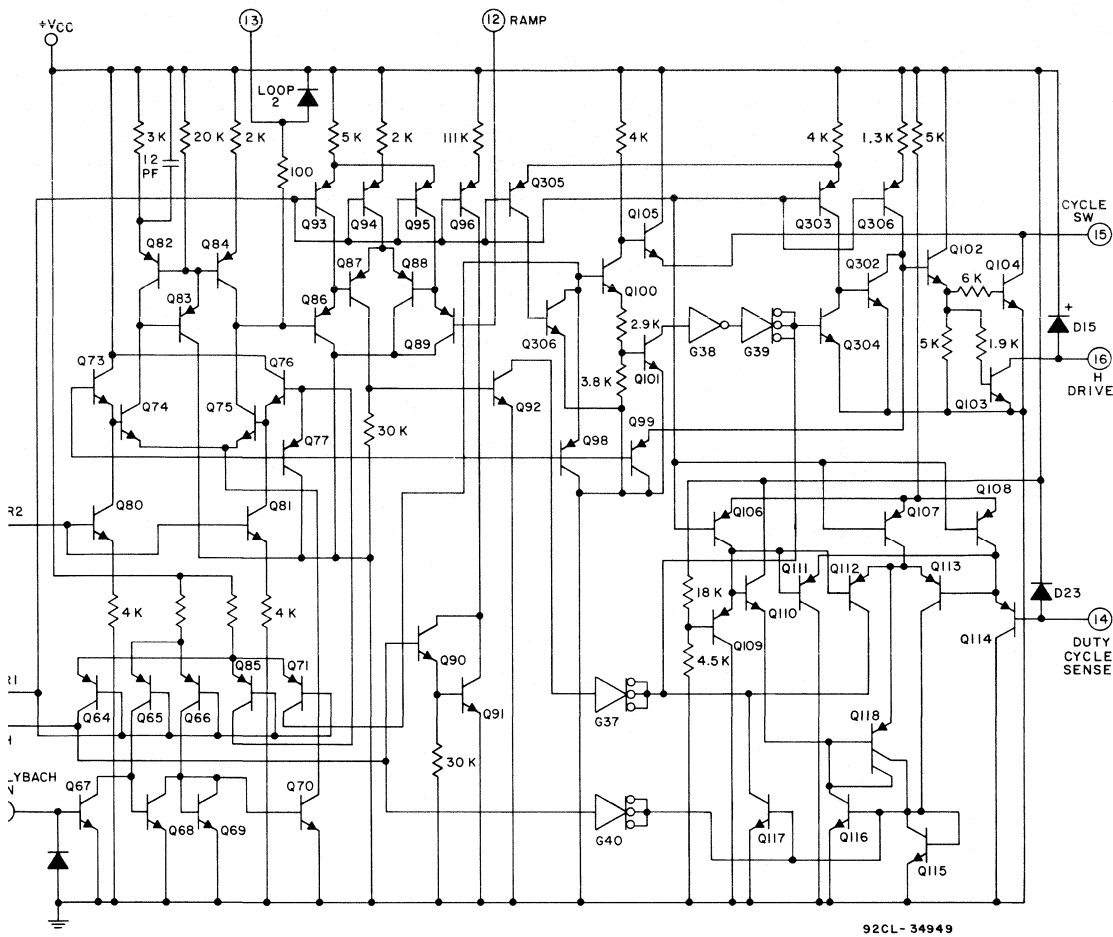 +VCC
13
12 RAMP
LOOP
2
3K
20K
2K
12
PF
100
5K
2K
111K
4K
4K
1.3K
5K
Q305
Q93
Q94
Q95
Q96
Q105
Q303
Q306
CYCLE
SW
15
Q82
Q84
Q87
Q88
Q100
Q302
Q102
Q104
6K
Q83
Q86
Q89
Q306
2.9K
G38
G39
Q304
5K
1.9K
+
D15
16
H
DRIVE
Q73
Q76
Q74
Q75
Q77
3.8K
Q101
Q92
30K
Q98
Q99
Q103
Q80
Q81
R2
Q106
Q107
Q108
Q111
Q112
Q113
18K
Q110
Q109
4.5K
D23
14
Q114
DUTY
CYCLE
SENSE
4K
4K
Q90
Q85
Q71
R1
Q64
Q65
Q66
Q91
G37
Q118
H
30K
LYBACH
N
Q67
Q70
Q68
Q69
G40
Q117
Q116
Q115
92CL-34949